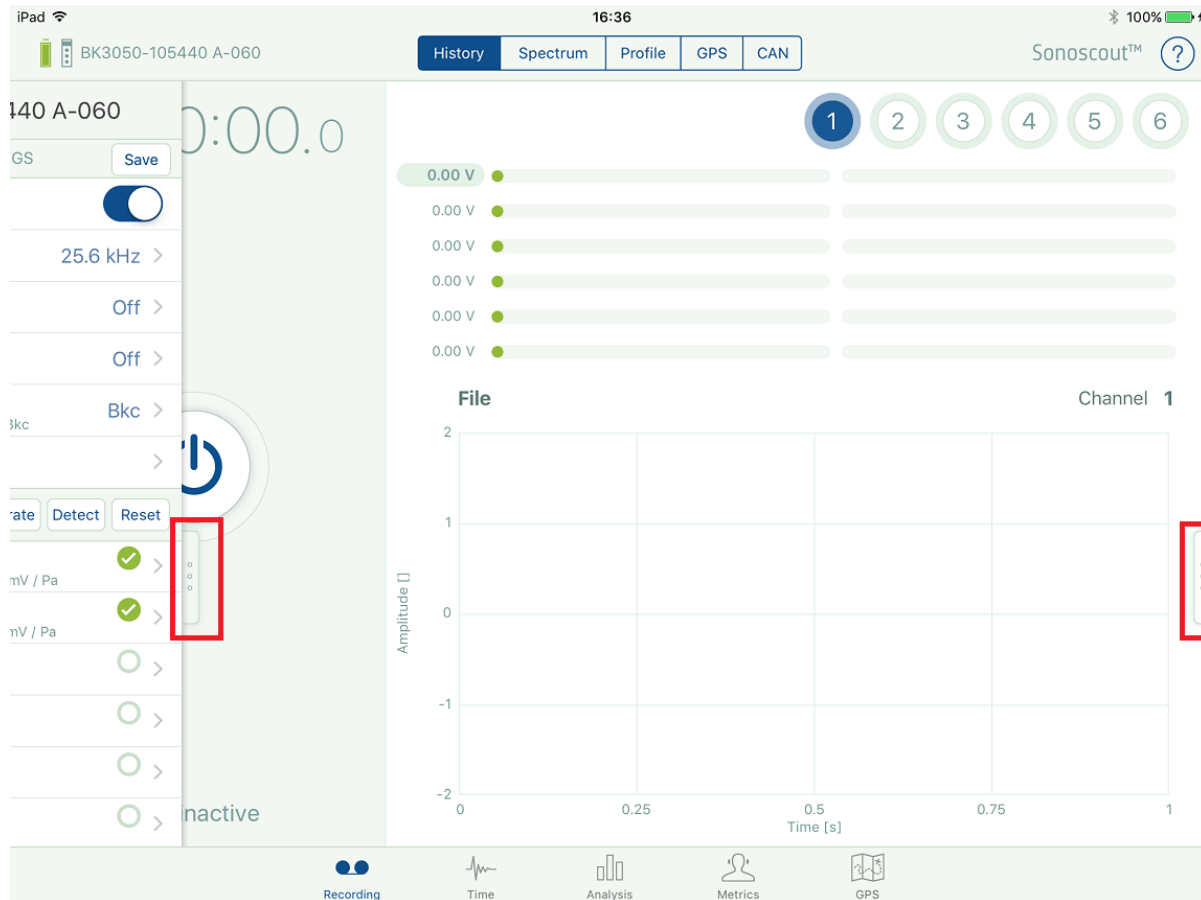 iPad 16:36 100%
BK3050-105440 A-060 History Spectrum Profile GPS CAN Sonoscout™ ?
440 A-060
0:00.0
GS Save
25.6 kHz
Off
Off
Bkc
Bkc
rate Detect Reset
mV / Pa
mV / Pa
inactive
1 2 3 4 5 6
0.00 V
0.00 V
0.00 V
0.00 V
0.00 V
0.00 V
File Channel 1
2
1
0
-1
-2
Amplitude []
0 0.25 0.5 0.75 1
Time [s]
Recording Time Analysis Metrics GPS